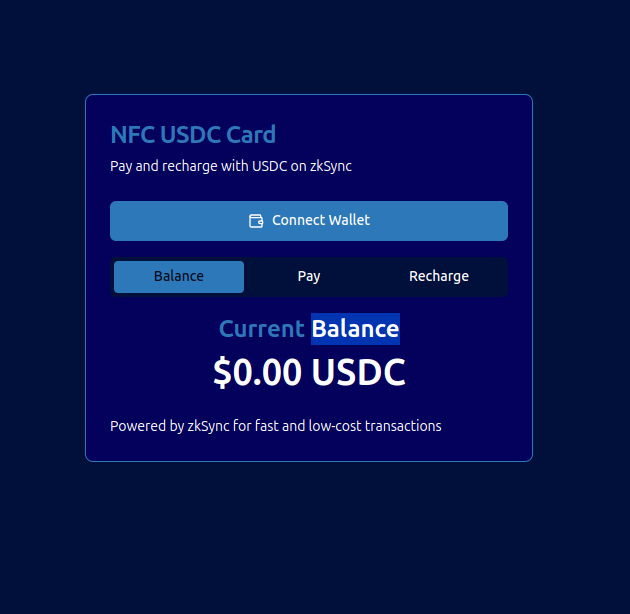 NFC USDC Card
Pay and recharge with USDC on zkSync
Connect Wallet
Balance Pay Recharge
Current Balance
$0.00 USDC
Powered by zkSync for fast and low-cost transactions